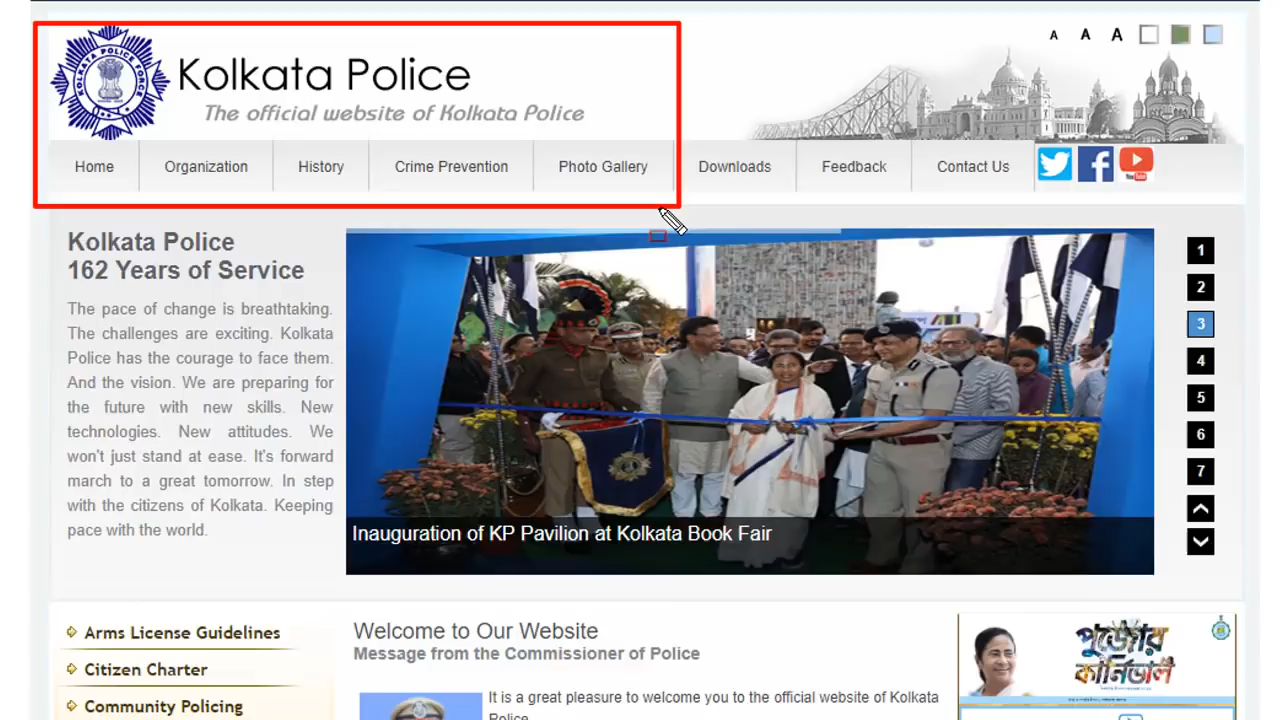 KOLKATA POLICE FORCE
Kolkata Police
The official website of Kolkata Police
A A A
Home Organization History Crime Prevention Photo Gallery Downloads Feedback Contact Us
Kolkata Police
162 Years of Service
The pace of change is breathtaking.
The challenges are exciting. Kolkata
Police has the courage to face them.
And the vision. We are preparing for
the future with new skills. New
technologies. New attitudes. We
won't just stand at ease. It's forward
march to a great tomorrow. In step
with the citizens of Kolkata. Keeping
pace with the world.
Inauguration of KP Pavilion at Kolkata Book Fair
1
2
3
4
5
6
7
Arms License Guidelines
Citizen Charter
Community Policing
Welcome to Our Website
Message from the Commissioner of Police
It is a great pleasure to welcome you to the official website of Kolkata
Police
পুজোর
কার্নিভাল